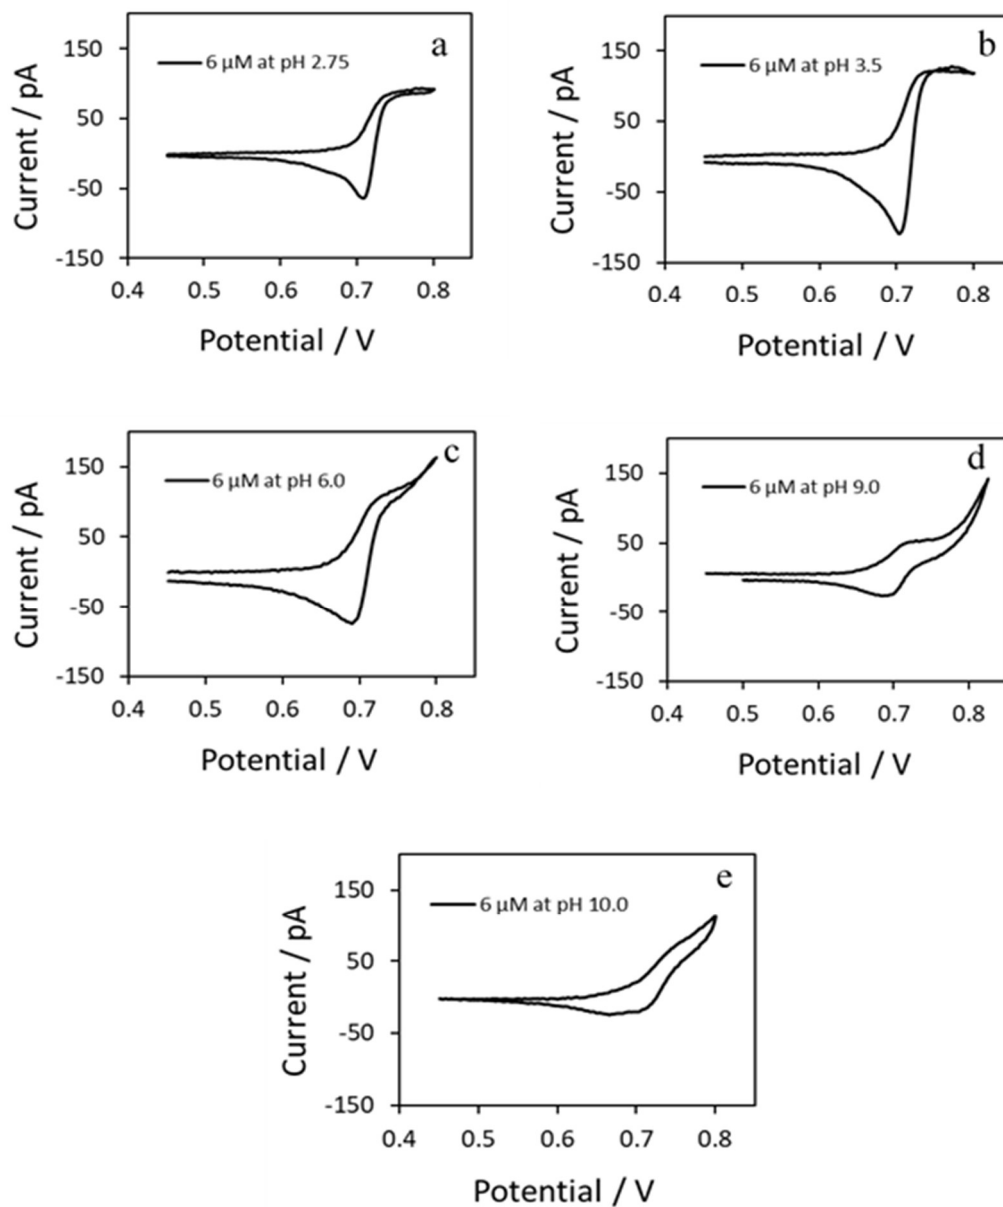 a
6 µM at pH 2.75
150
50
-50
-150
0.4 0.5 0.6 0.7 0.8
Potential / V
Current / pA
b
6 µM at pH 3.5
150
50
-50
-150
0.4 0.5 0.6 0.7 0.8
Potential / V
Current / pA
c
6 µM at pH 6.0
150
50
-50
-150
0.4 0.5 0.6 0.7 0.8
Potential / V
Current / pA
d
6 µM at pH 9.0
150
50
-50
-150
0.4 0.5 0.6 0.7 0.8
Potential / V
Current / pA
e
6 µM at pH 10.0
150
50
-50
-150
0.4 0.5 0.6 0.7 0.8
Potential / V
Current / pA